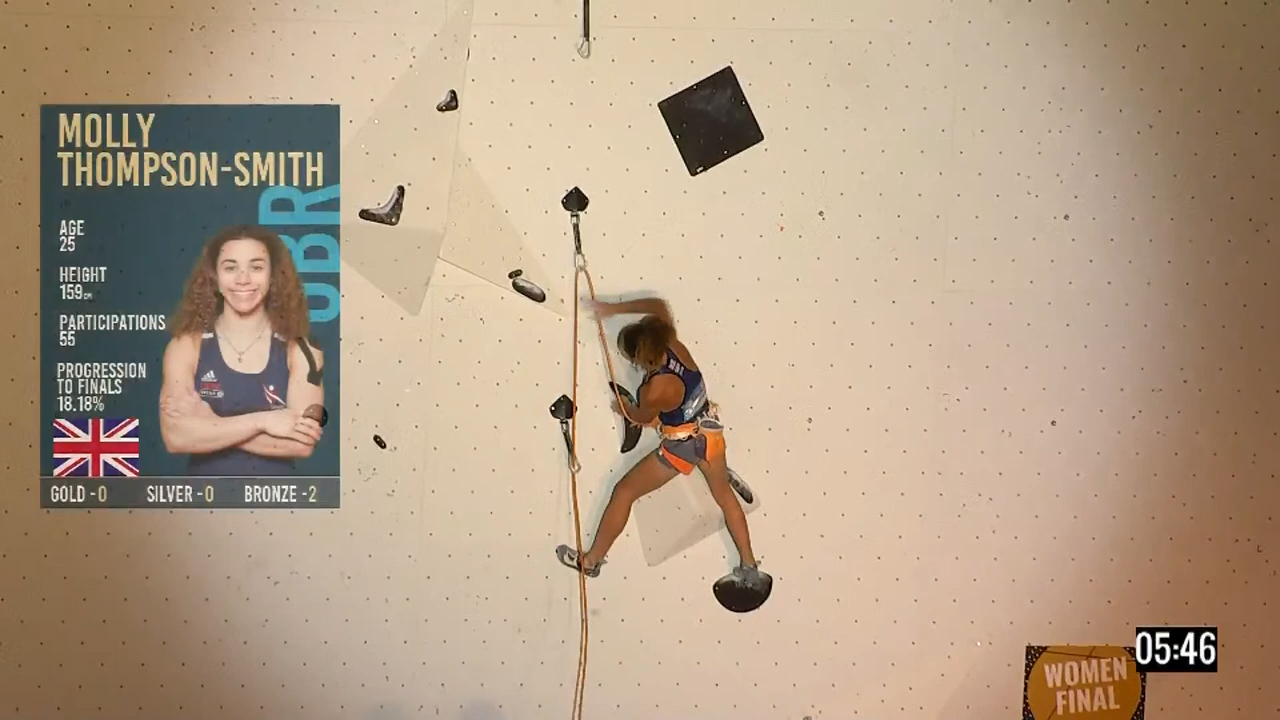 MOLLY
THOMPSON-SMITH
GBR
AGE
25
HEIGHT
159cm
PARTICIPATIONS
55
PROGRESSION
TO FINALS
18.18%
GOLD - 0 SILVER - 0 BRONZE - 2
05:46
WOMEN
FINAL